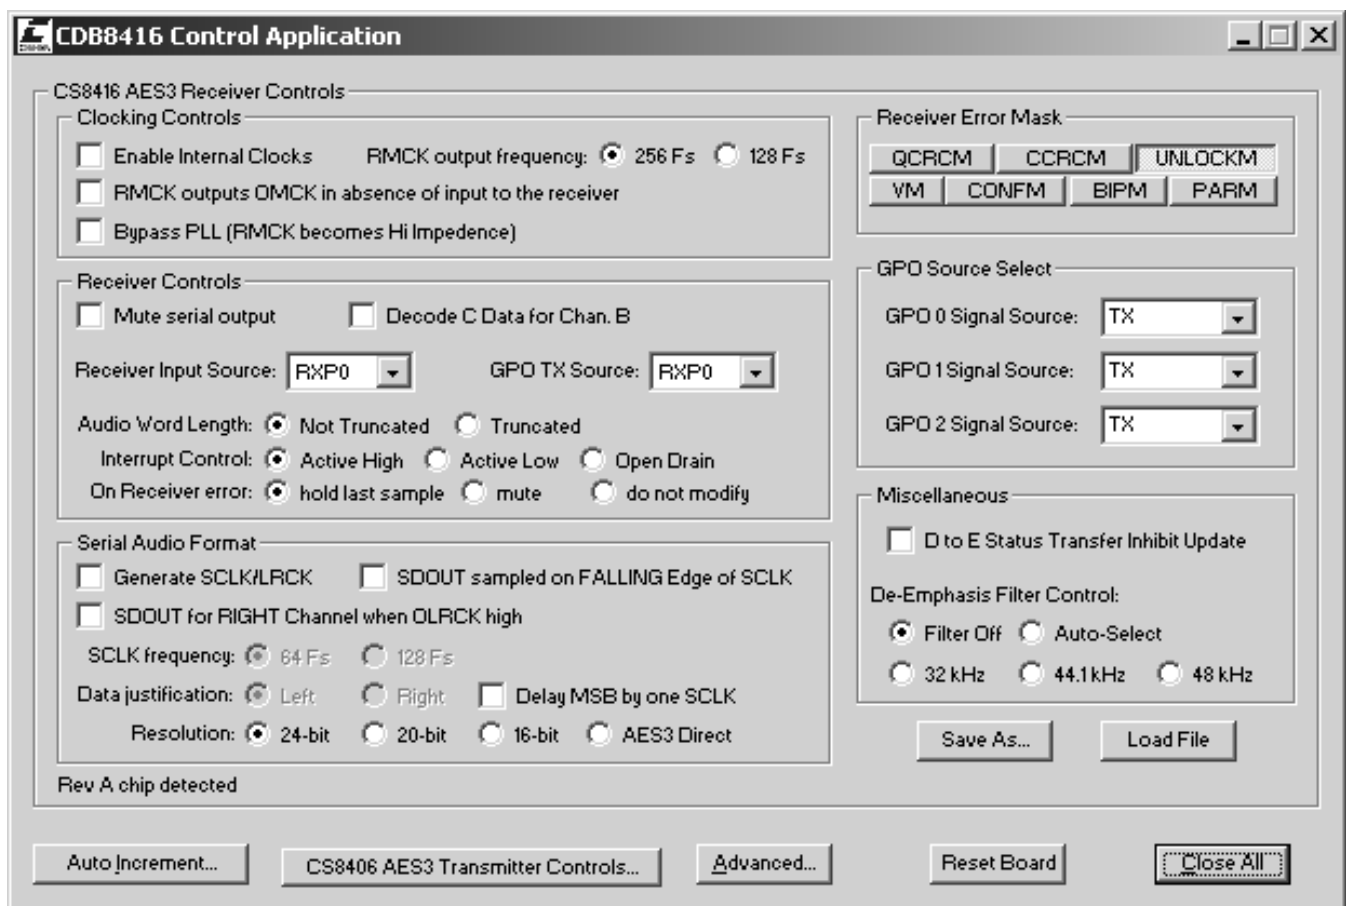 CDB8416 Control Application
CS8416 AES3 Receiver Controls
Clocking Controls
Enable Internal Clocks RMCK output frequency: 256 Fs 128 Fs
RMCK outputs OMCK in absence of input to the receiver
Bypass PLL (RMCK becomes Hi Impedence)
Receiver Controls
Mute serial output Decode C Data for Chan. B
Receiver Input Source: RXP0 GPO TX Source: RXP0
Audio Word Length: Not Truncated Truncated
Interrupt Control: Active High Active Low Open Drain
On Receiver error: hold last sample mute do not modify
Serial Audio Format
Generate SCLK/LRCK SDOUT sampled on FALLING Edge of SCLK
SDOUT for RIGHT Channel when OLRCK high
SCLK frequency: 64 Fs 128 Fs
Data justification: Left Right Delay MSB by one SCLK
Resolution: 24-bit 20-bit 16-bit AES3 Direct
Rev A chip detected
Receiver Error Mask
QCRCM CCRCM UNLOCKM
VM CONFM BIPM PARM
GPO Source Select
GPO 0 Signal Source: TX
GPO 1 Signal Source: TX
GPO 2 Signal Source: TX
Miscellaneous
D to E Status Transfer Inhibit Update
De-Emphasis Filter Control:
Filter Off Auto-Select
32 kHz 44.1 kHz 48 kHz
Save As... Load File
Auto Increment... CS8406 AES3 Transmitter Controls... Advanced... Reset Board Close All